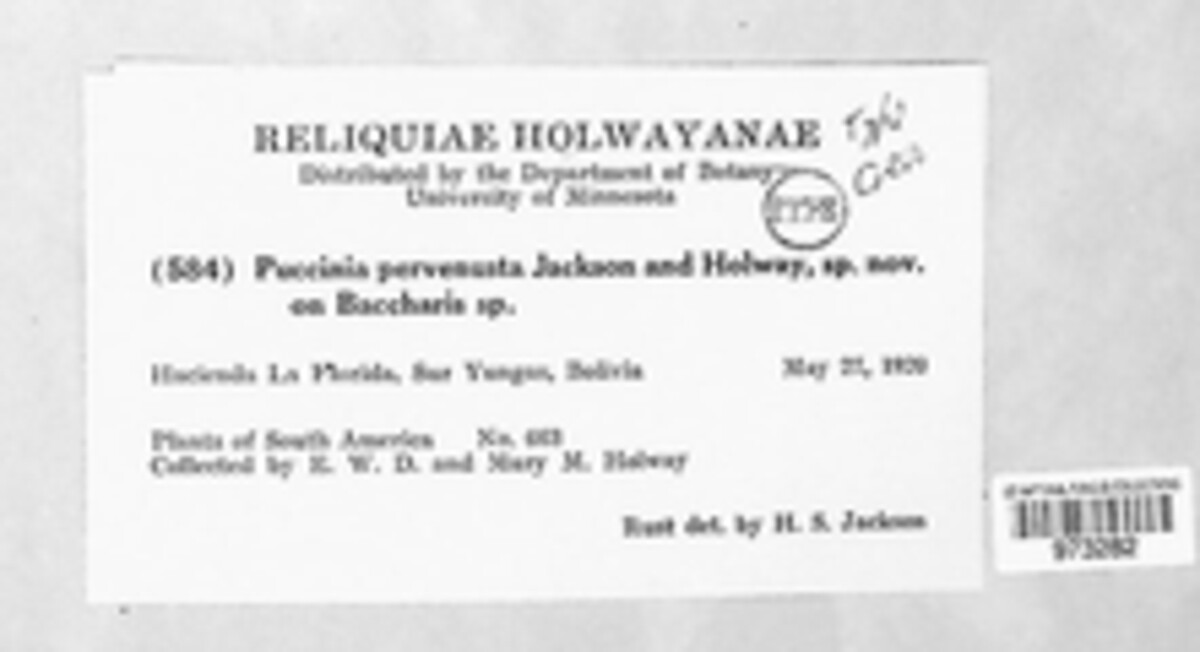 RELIQUIAE HOLWAYANAE
Distributed by the Department of Botany
University of Minnesota
TYPE
(584) Puccinia pervenusta Jackson and Holway, sp. nov.
on Baccharis sp.
Hacienda La Florida, Sur Yungas, Bolivia May 27, 1920
Plants of South America No.
Collected by E. W. D. and Mary M. Holway
Rust det. by H. S. Jackson
973282